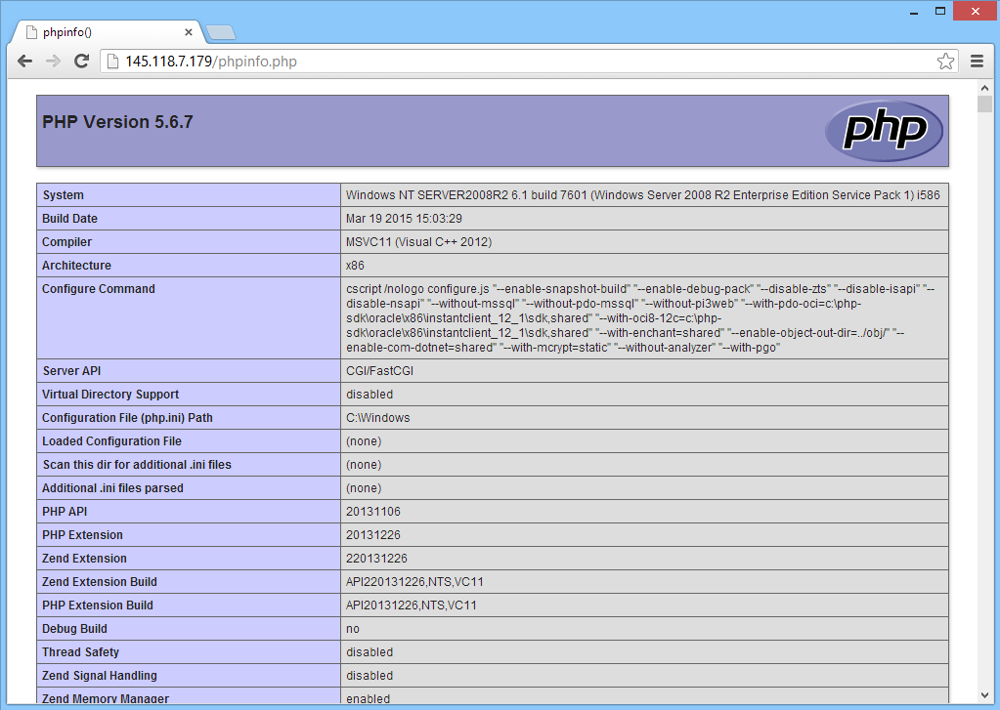 phpinfo()
145.118.7.179/phpinfo.php
PHP Version 5.6.7
php
System Windows NT SERVER2008R2 6.1 build 7601 (Windows Server 2008 R2 Enterprise Edition Service Pack 1) i586
Build Date Mar 19 2015 15:03:29
Compiler MSVC11 (Visual C++ 2012)
Architecture x86
Configure Command cscript /nologo configure.js "--enable-snapshot-build" "--enable-debug-pack" "--disable-zts" "--disable-isapi" "--
disable-nsapi" "--without-mssql" "--without-pdo-mssql" "--without-pi3web" "--with-pdo-oci=c:\php-
sdk\oracle\x86\instantclient_12_1\sdk,shared" "--with-oci8-12c=c:\php-
sdk\oracle\x86\instantclient_12_1\sdk,shared" "--with-enchant=shared" "--enable-object-out-dir=../obj/" "--
enable-com-dotnet=shared" "--with-mcrypt=static" "--without-analyzer" "--with-pgo"
Server API CGI/FastCGI
Virtual Directory Support disabled
Configuration File (php.ini) Path C:\Windows
Loaded Configuration File (none)
Scan this dir for additional .ini files (none)
Additional .ini files parsed (none)
PHP API 20131106
PHP Extension 20131226
Zend Extension 220131226
Zend Extension Build API220131226,NTS,VC11
PHP Extension Build API20131226,NTS,VC11
Debug Build no
Thread Safety disabled
Zend Signal Handling disabled
Zend Memory Manager enabled